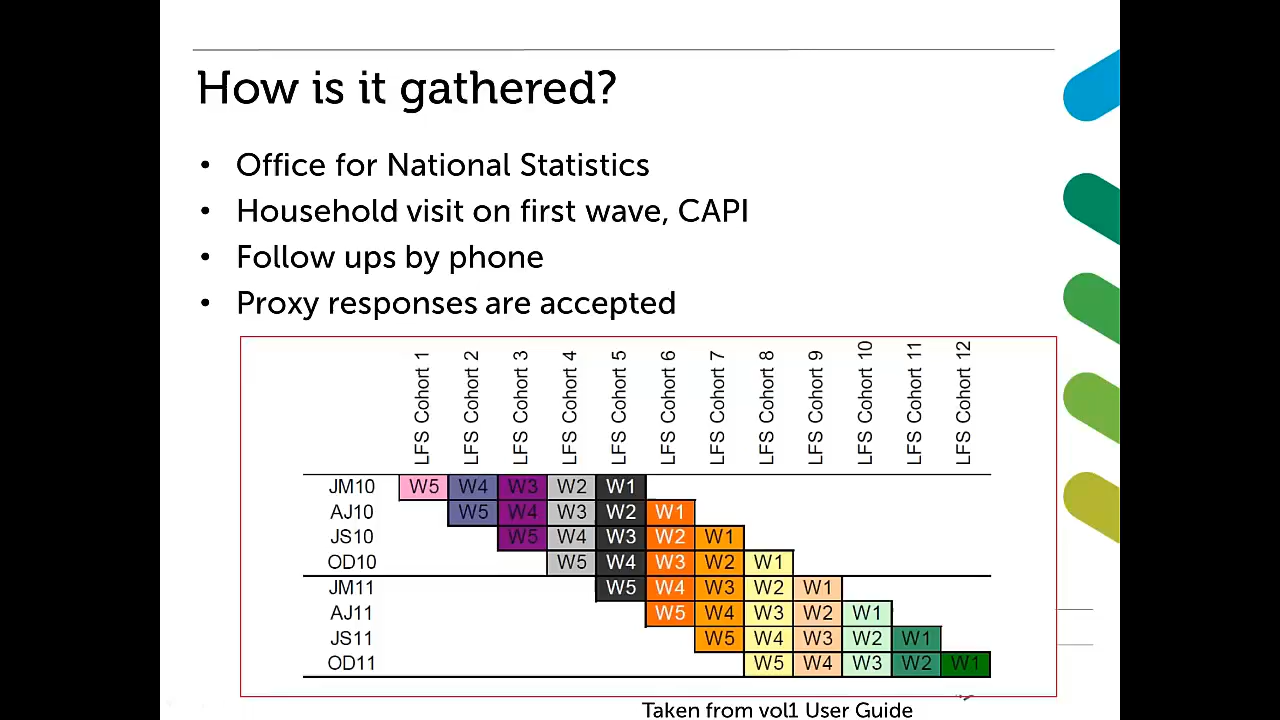 How is it gathered?
• Office for National Statistics
• Household visit on first wave, CAPI
• Follow ups by phone
• Proxy responses are accepted
LFS Cohort 1 LFS Cohort 2 LFS Cohort 3 LFS Cohort 4 LFS Cohort 5 LFS Cohort 6 LFS Cohort 7 LFS Cohort 8 LFS Cohort 9 LFS Cohort 10 LFS Cohort 11 LFS Cohort 12
JM10 W5 W4 W3 W2 W1
AJ10 W5 W4 W3 W2 W1
JS10 W5 W4 W3 W2 W1
OD10 W5 W4 W3 W2 W1
JM11 W5 W4 W3 W2 W1
AJ11 W5 W4 W3 W2 W1
JS11 W5 W4 W3 W2 W1
OD11 W5 W4 W3 W2 W1
Taken from vol1 User Guide